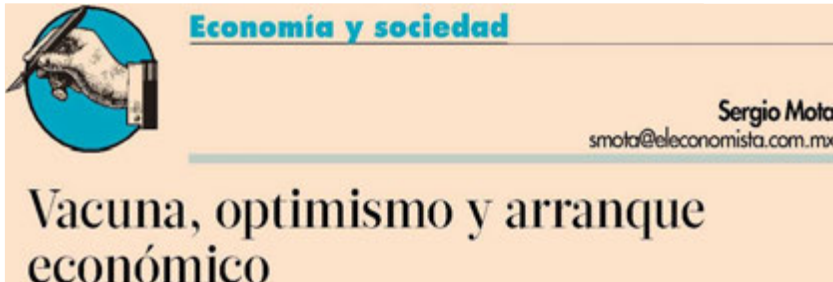 Economía y sociedad
Sergio Mota
smota@eleconomista.com.mx
Vacuna, optimismo y arranque
económico